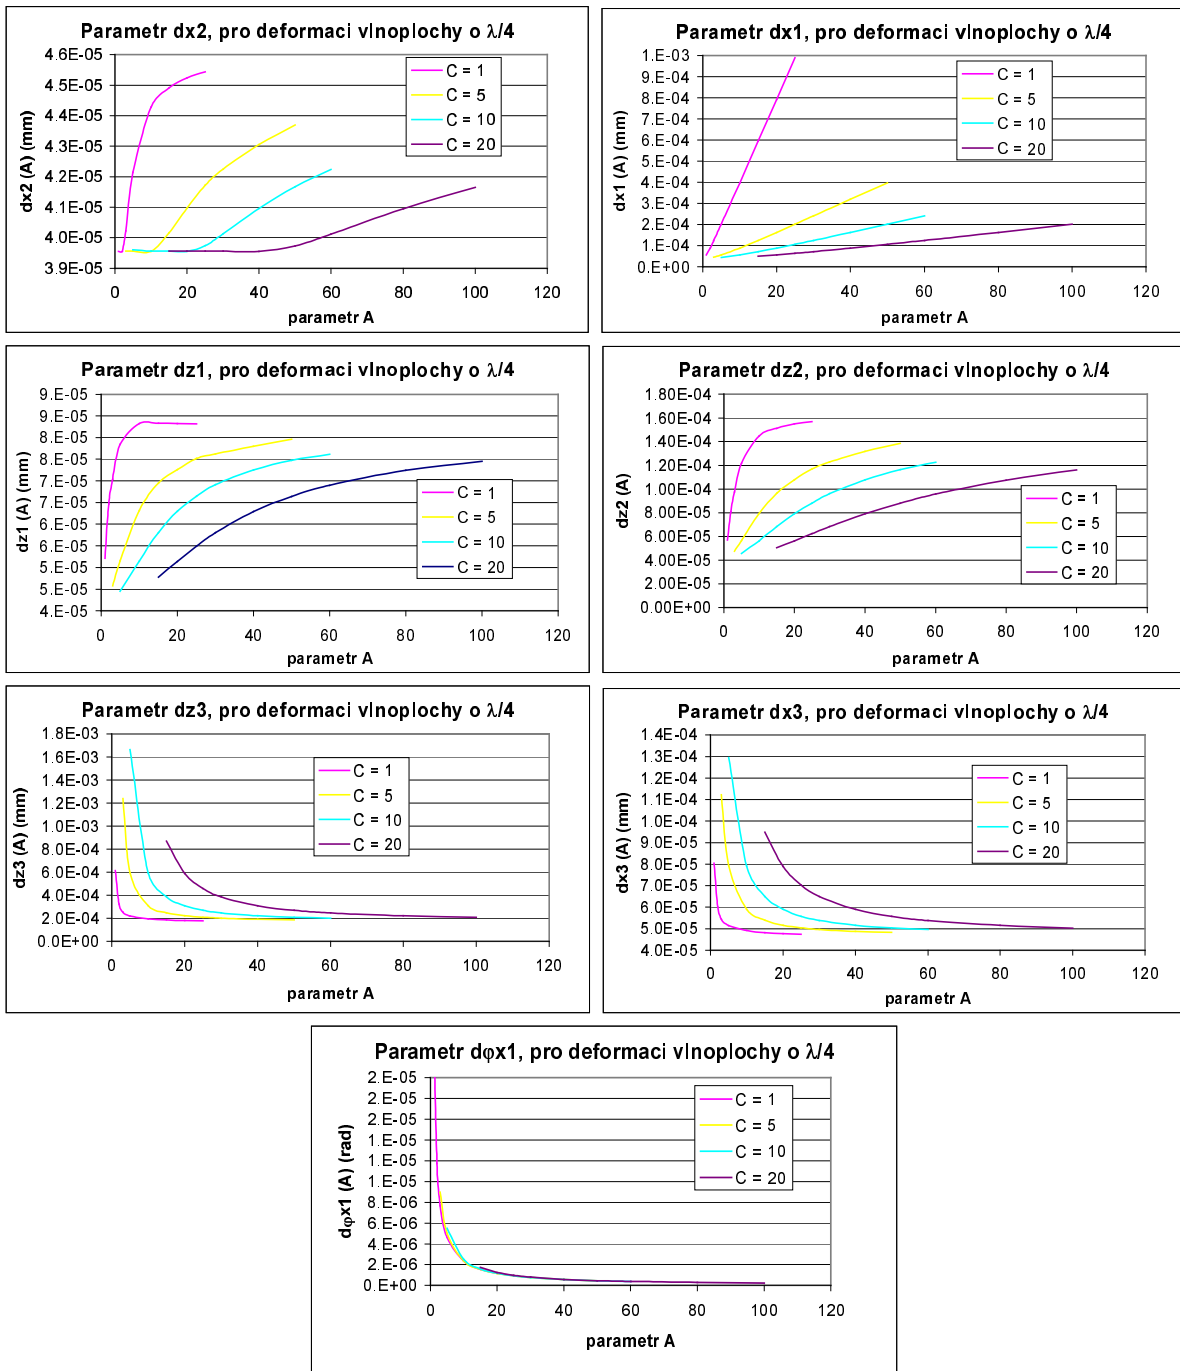 Parametr dx2, pro deformaci vlnoplochy o λ/4
dx2 (A) (mm)
4.6E-05
4.5E-05
4.4E-05
4.3E-05
4.2E-05
4.1E-05
4.0E-05
3.9E-05
0 20 40 60 80 100 120
parametr A
C = 1
C = 5
C = 10
C = 20
Parametr dx1, pro deformaci vlnoplochy o λ/4
dx1 (A) (mm)
1.E-03
9.E-04
8.E-04
7.E-04
6.E-04
5.E-04
4.E-04
3.E-04
2.E-04
1.E-04
0.E+00
0 20 40 60 80 100 120
parametr A
C = 1
C = 5
C = 10
C = 20
Parametr dz1, pro deformaci vlnoplochy o λ/4
dz1 (A) (mm)
9.E-05
9.E-05
8.E-05
8.E-05
7.E-05
7.E-05
6.E-05
6.E-05
5.E-05
5.E-05
4.E-05
0 20 40 60 80 100 120
parametr A
C = 1
C = 5
C = 10
C = 20
Parametr dz2, pro deformaci vlnoplochy o λ/4
dz2 (A)
1.80E-04
1.60E-04
1.40E-04
1.20E-04
1.00E-04
8.00E-05
6.00E-05
4.00E-05
2.00E-05
0.00E+00
0 20 40 60 80 100 120
parametr A
C = 1
C = 5
C = 10
C = 20
Parametr dz3, pro deformaci vlnoplochy o λ/4
dz3 (A) (mm)
1.8E-03
1.6E-03
1.4E-03
1.2E-03
1.0E-03
8.0E-04
6.0E-04
4.0E-04
2.0E-04
0.0E+00
0 20 40 60 80 100 120
parametr A
C = 1
C = 5
C = 10
C = 20
Parametr dx3, pro deformaci vlnoplochy o λ/4
dx3 (A) (mm)
1.4E-04
1.3E-04
1.2E-04
1.1E-04
1.0E-04
9.0E-05
8.0E-05
7.0E-05
6.0E-05
5.0E-05
4.0E-05
0 20 40 60 80 100 120
parametr A
C = 1
C = 5
C = 10
C = 20
Parametr dφx1, pro deformaci vlnoplochy o λ/4
dφx1 (A) (rad)
2.E-05
2.E-05
2.E-05
1.E-05
1.E-05
1.E-05
8.E-06
6.E-06
4.E-06
2.E-06
0.E+00
0 20 40 60 80 100 120
parametr A
C = 1
C = 5
C = 10
C = 20